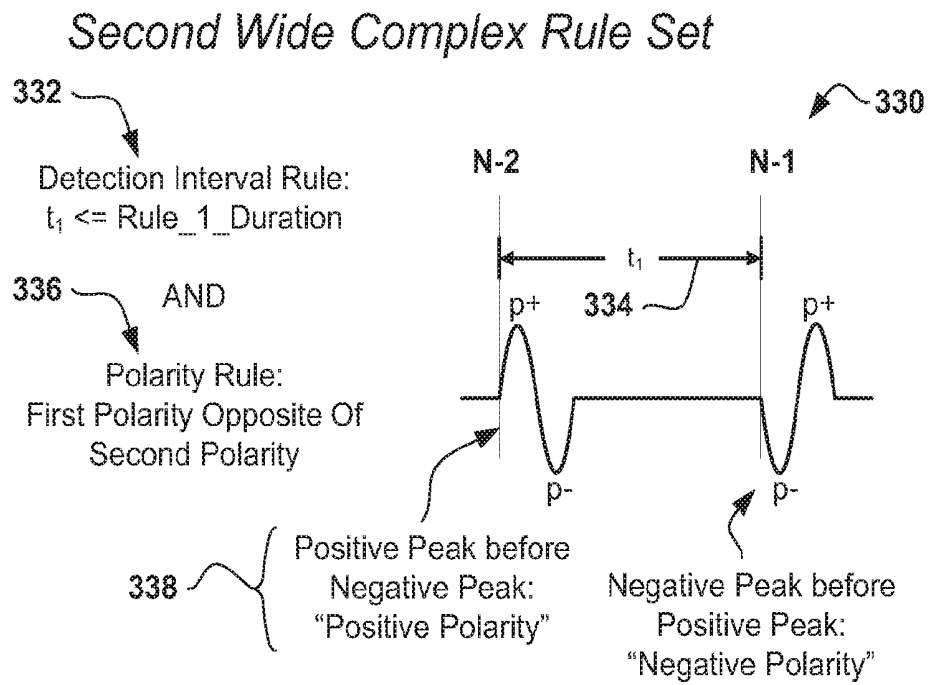 Second Wide Complex Rule Set
332
330
Detection Interval Rule:
t₁ <= Rule_1_Duration
N-2
N-1
t₁
334
336
AND
Polarity Rule:
First Polarity Opposite Of
Second Polarity
p+
p-
p+
p-
338
Positive Peak before
Negative Peak:
“Positive Polarity”
Negative Peak before
Positive Peak:
“Negative Polarity”